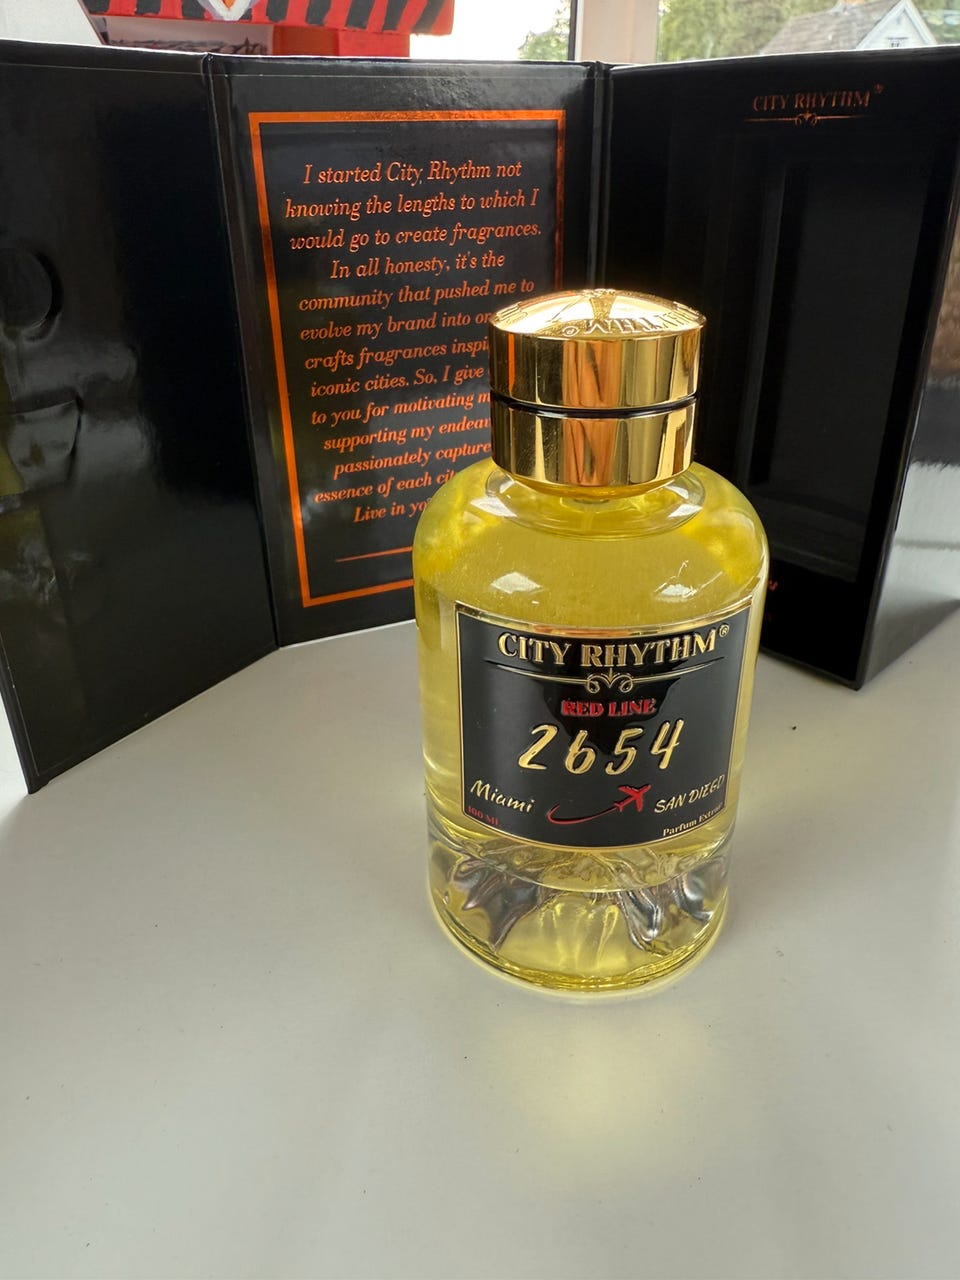 CITY RHYTHM®
I started City Rhythm not
knowing the lengths to which I
would go to create fragrances.
In all honesty, it's the
community that pushed me to
evolve my brand into
crafts fragrances
iconic cities. So, I give
to you for motivating
supporting my
passionately
essence of each
Live in
CITY RHYTHM®
RED LINE
2654
Miami
SAN DIEGO
100 ML
Parfum